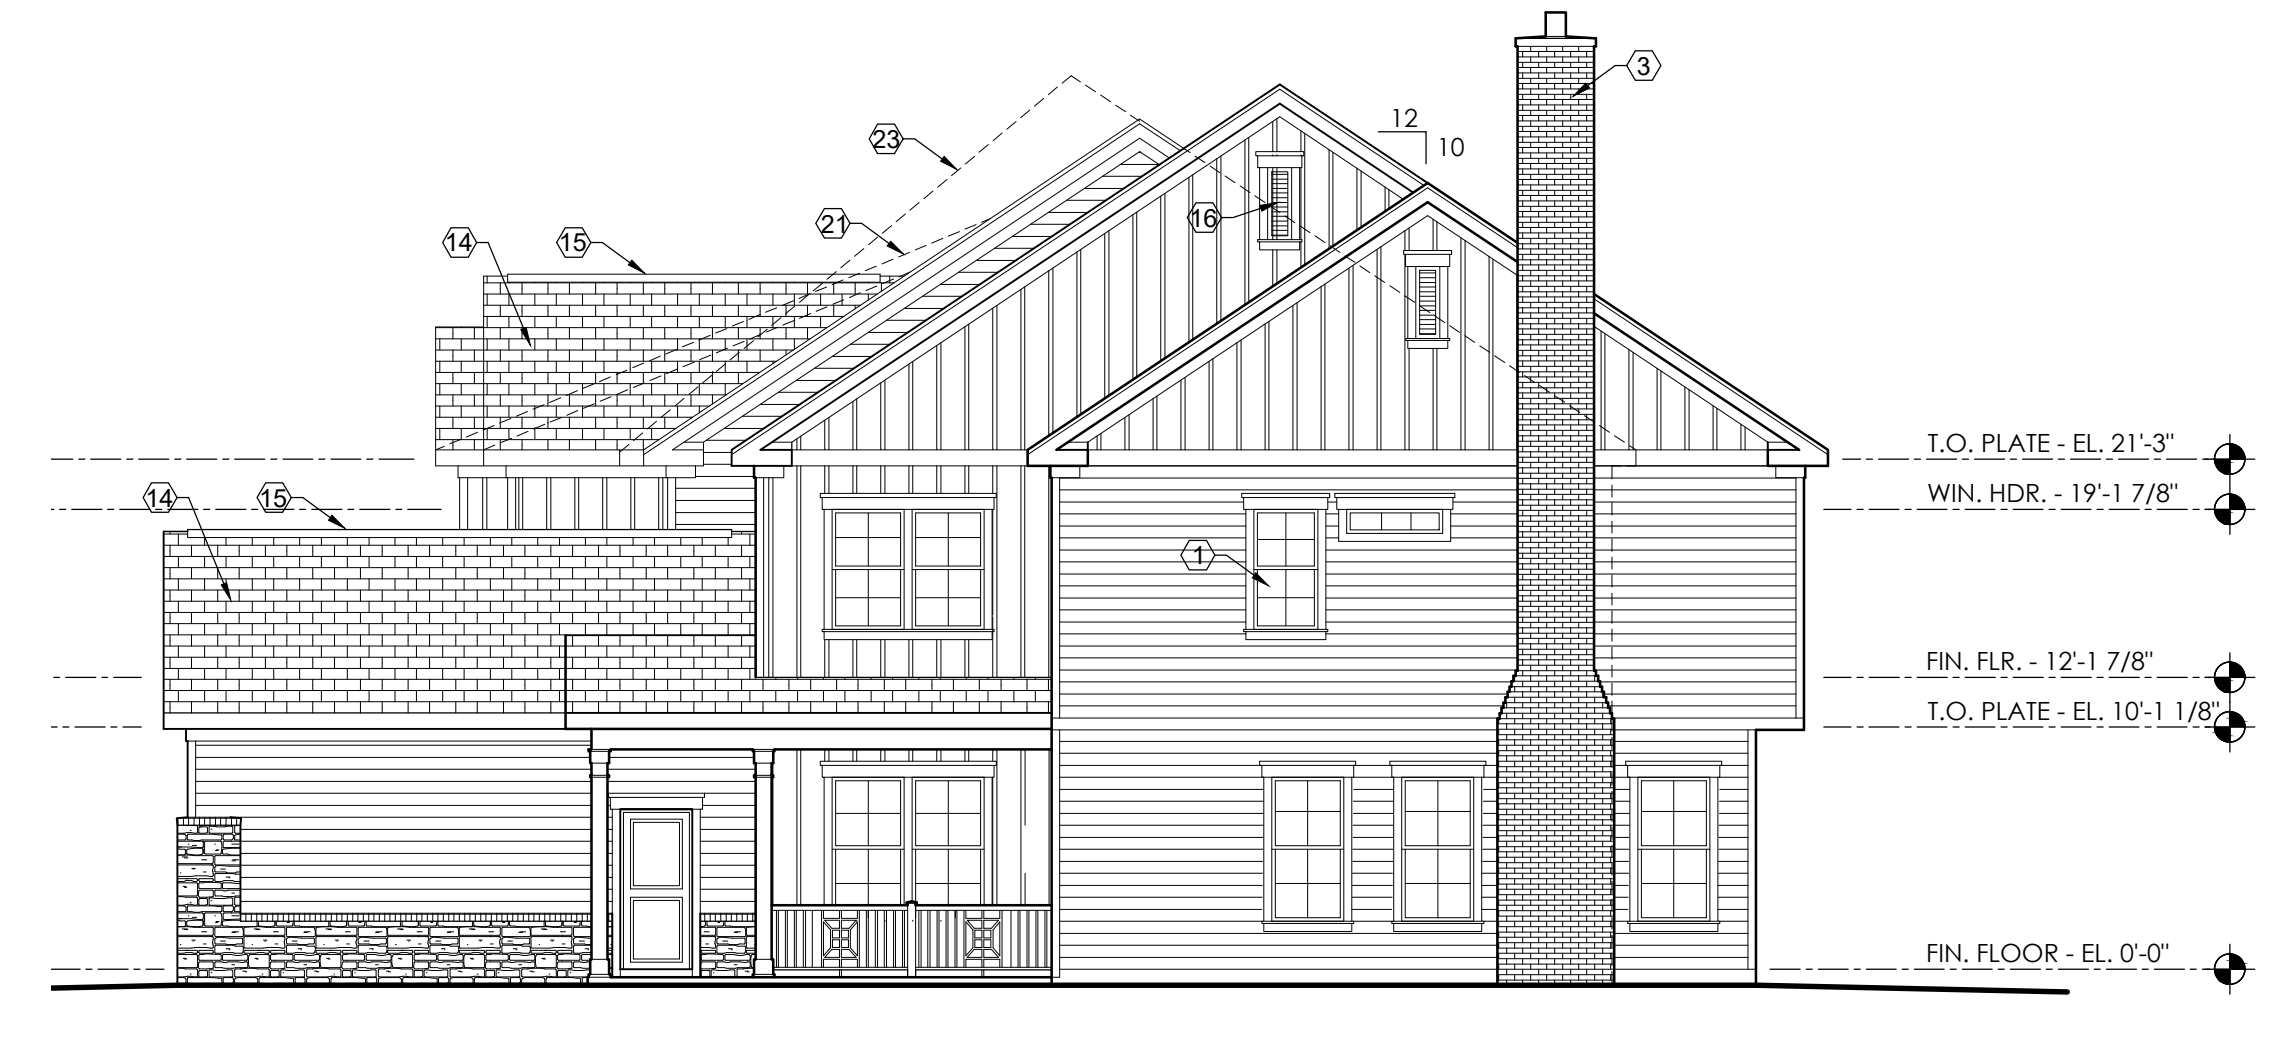 3
12
10
23
16
21
14
15
T.O. PLATE - EL. 21'-3"
WIN. HDR. - 19'-1 7/8"
14
15
1
FIN. FLR. - 12'-1 7/8"
T.O. PLATE - EL. 10'-1 1/8"
FIN. FLOOR - EL. 0'-0"